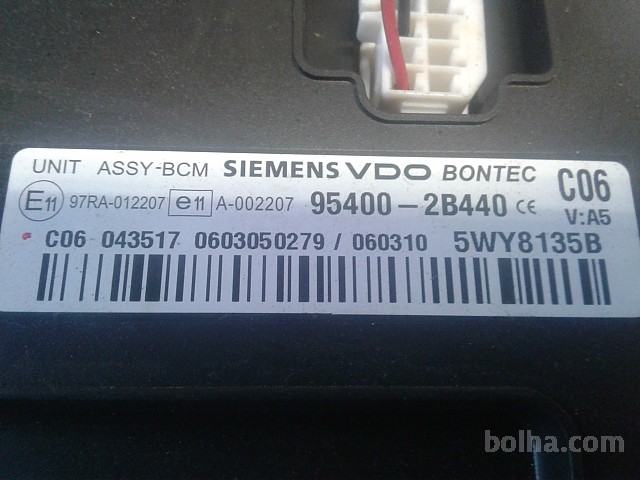 UNIT ASSY-BCM SIEMENS VDO BONTEC C06
E11 97RA-012207 e11 A-002207 95400-2B440 CE V:A5
C06 043517 0603050279 / 060310 5WY8135B
bolha.com